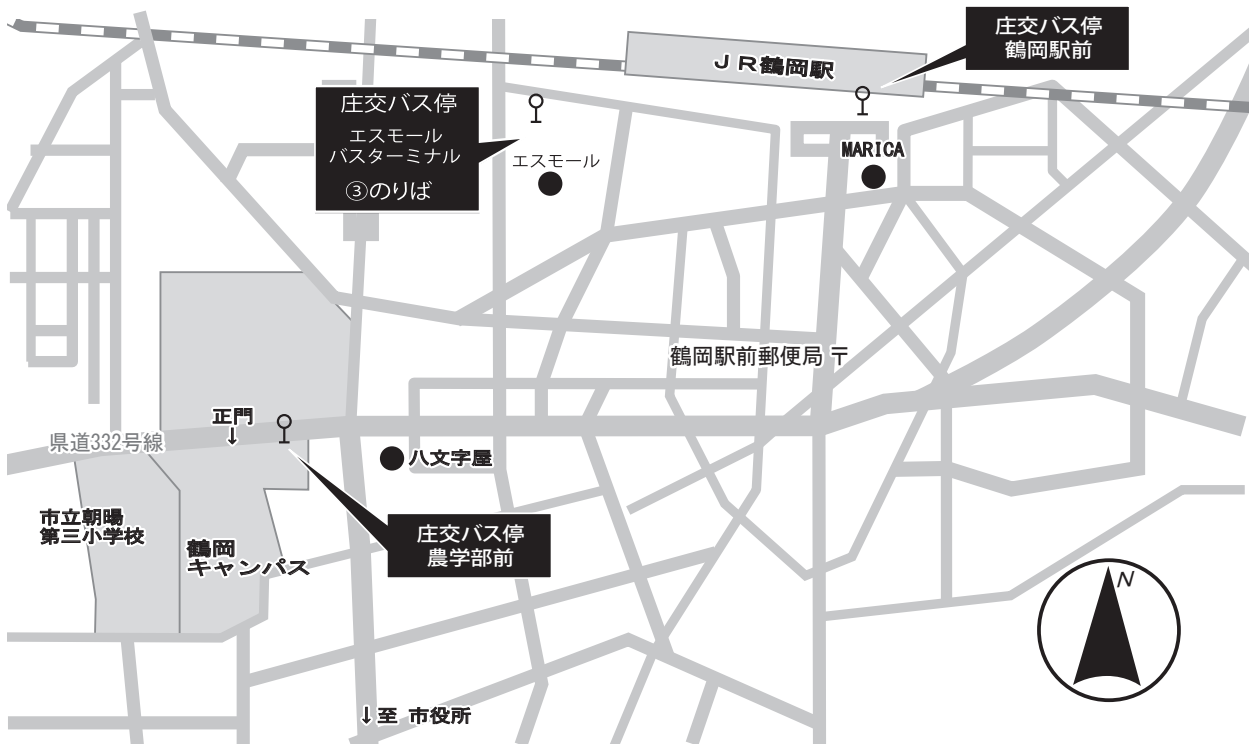 庄交バス停
鶴岡駅前
JR鶴岡駅
庄交バス停
エスモール
バスターミナル
③のりば
エスモール
MARICA
鶴岡駅前郵便局 〒
正門
↓
県道332号線
八文字屋
市立朝暘
第三小学校
鶴岡
キャンパス
庄交バス停
農学部前
N
↓至 市役所